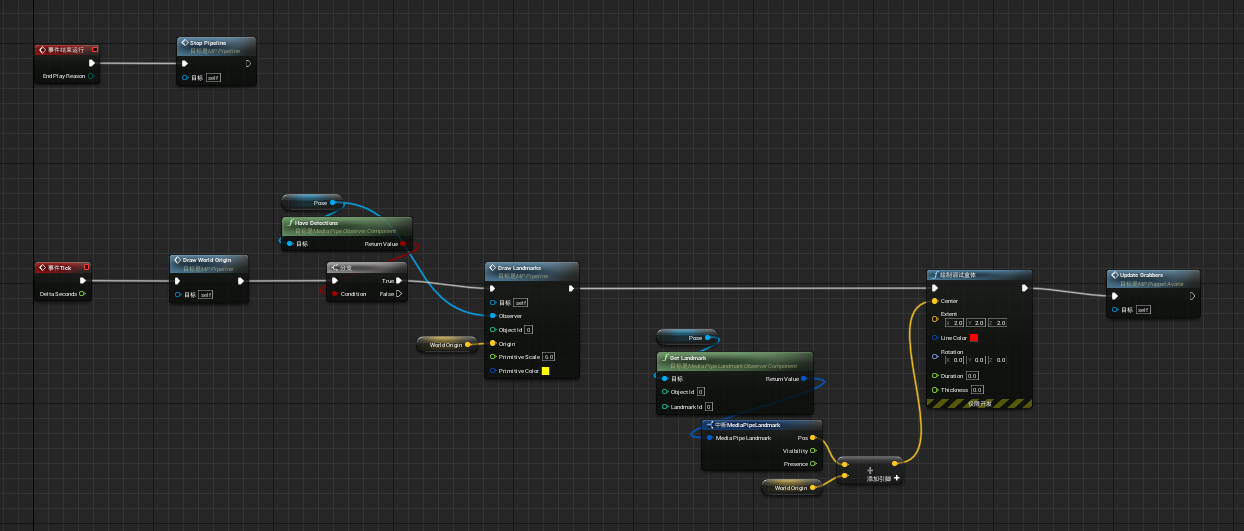 事件结束运行
End Play Reason
Stop Pipeline
目标是MP Pipeline
目标 self
Pose
Have Detections
目标是Media Pipe Observer Component
目标 Return Value
事件Tick
Delta Seconds
Draw World Origin
目标是MP Pipeline
目标 self
分支
True
Condition False
Draw Landmarks
目标是MP Pipeline
目标 self
Observer
Object Id 0
Origin
Primitive Scale 6.0
Primitive Color
World Origin
Pose
Get Landmark
目标是Media Pipe Landmark Observer Component
目标 Return Value
Object Id 0
Landmark Id 0
中断MediaPipeLandmark
Media Pipe Landmark Pos
Visibility
Presence
World Origin
添加引脚
绘制调试盒体
Center
Extent
X 2.0 Y 2.0 Z 2.0
Line Color
Rotation
X 0.0 Y 0.0 Z 0.0
Duration 0.0
Thickness 0.0
仅限开发
Update Grabbers
目标是MP Puppet Avatar
目标 self